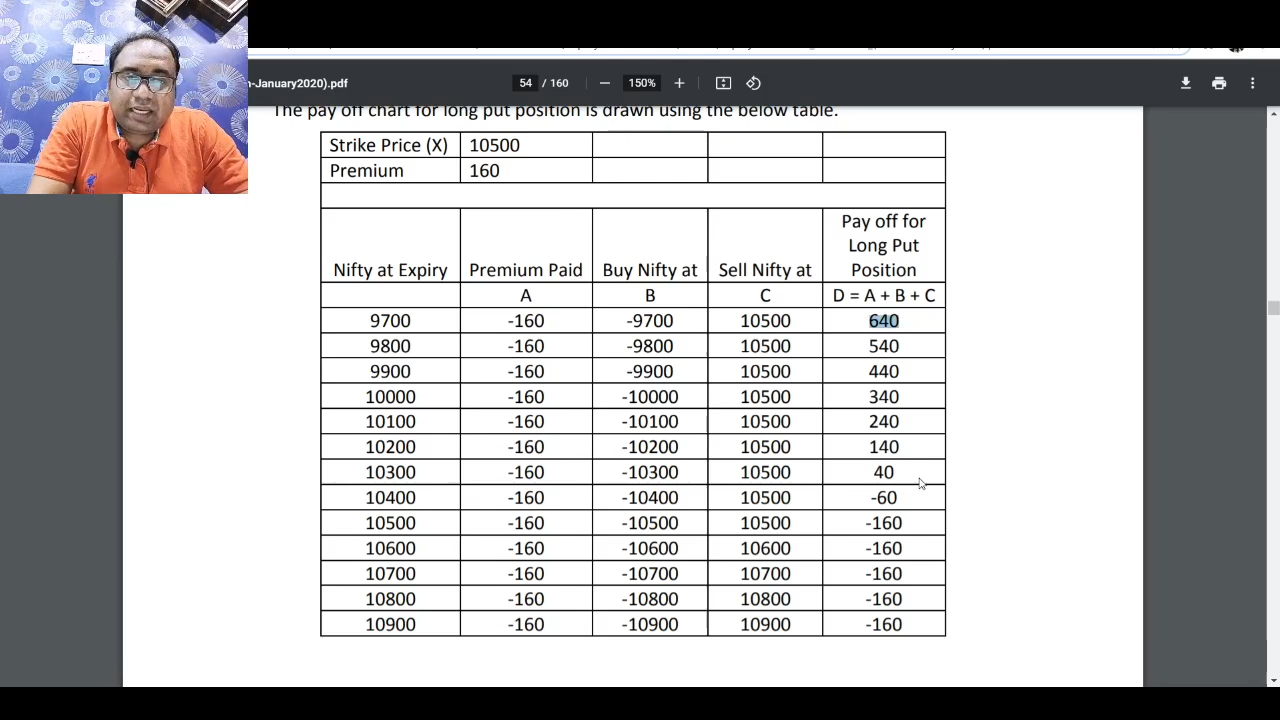 n-January2020).pdf
54 / 160
150%
The pay off chart for long put position is drawn using the below table.
Strike Price (X) 10500
Premium 160
Pay off for
Long Put
Nifty at Expiry Premium Paid Buy Nifty at Sell Nifty at Position
A B C D = A + B + C
9700 -160 -9700 10500 640
9800 -160 -9800 10500 540
9900 -160 -9900 10500 440
10000 -160 -10000 10500 340
10100 -160 -10100 10500 240
10200 -160 -10200 10500 140
10300 -160 -10300 10500 40
10400 -160 -10400 10500 -60
10500 -160 -10500 10500 -160
10600 -160 -10600 10600 -160
10700 -160 -10700 10700 -160
10800 -160 -10800 10800 -160
10900 -160 -10900 10900 -160